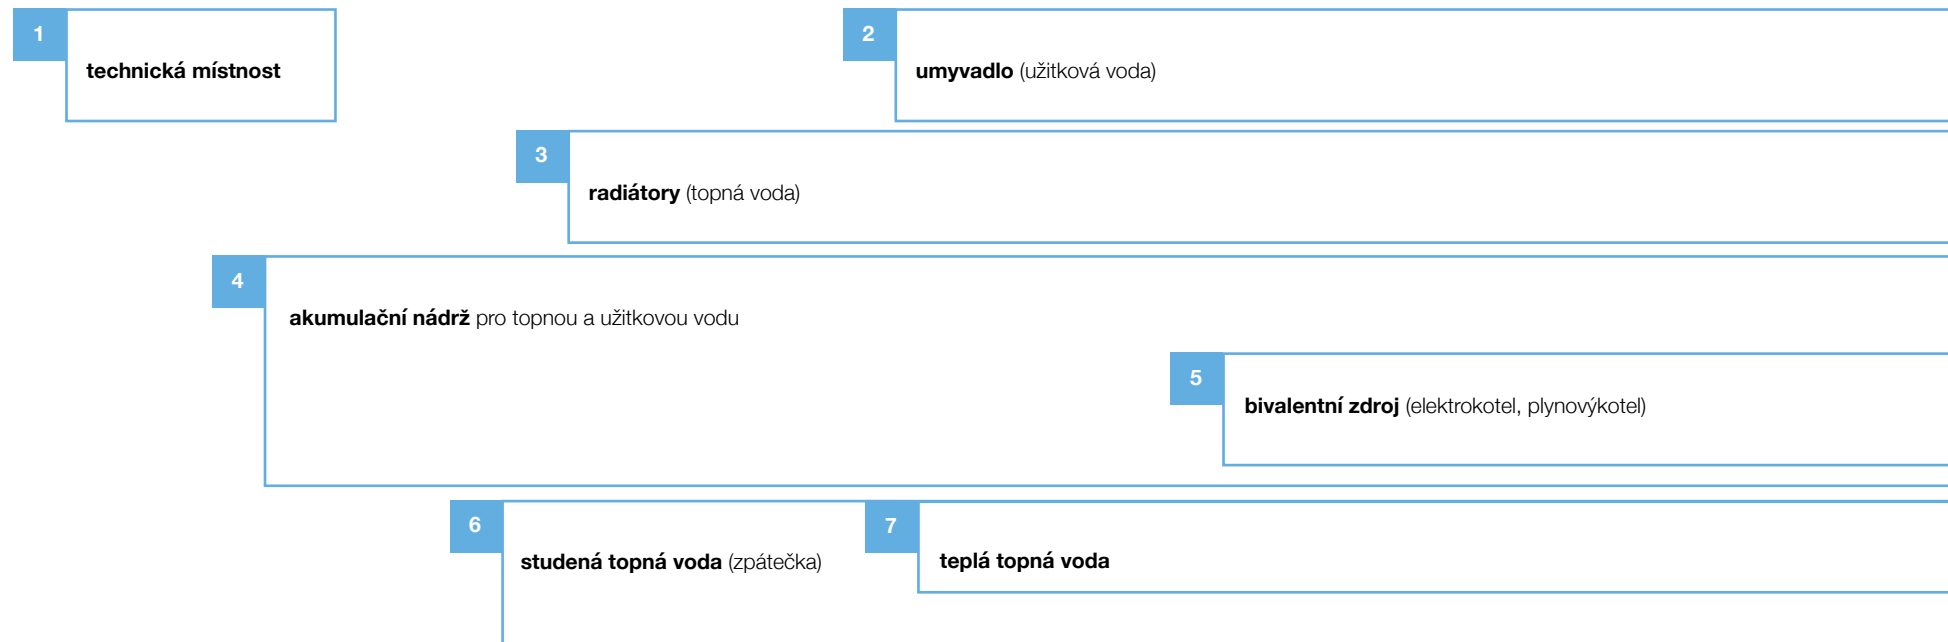 1
technická místnost
2
umyvadlo (užitková voda)
3
radiátory (topná voda)
4
akumulační nádrž pro topnou a užitkovou vodu
5
bivalentní zdroj (elektrokotel, plynovýkotel)
6
studená topná voda (zpátečka)
7
teplá topná voda